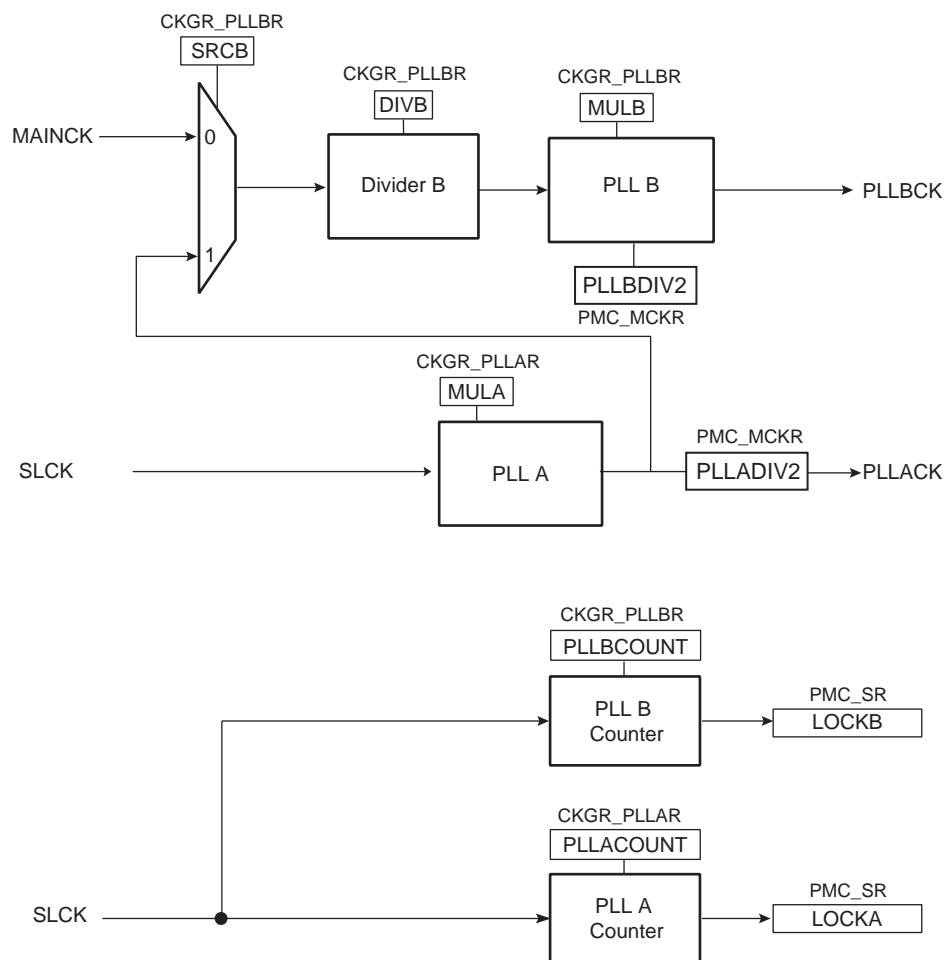 CKGR_PLLBR
SRCB
CKGR_PLLBR
DIVB
CKGR_PLLBR
MULB
MAINCK
0
Divider B
PLL B
PLLBCK
1
PLLBDIV2
PMC_MCKR
CKGR_PLLAR
MULA
PMC_MCKR
SLCK
PLL A
PLLADIV2
PLLACK
CKGR_PLLBR
PLLBCOUNT
PLL B
Counter
PMC_SR
LOCKB
CKGR_PLLAR
PLLACOUNT
SLCK
PLL A
Counter
PMC_SR
LOCKA